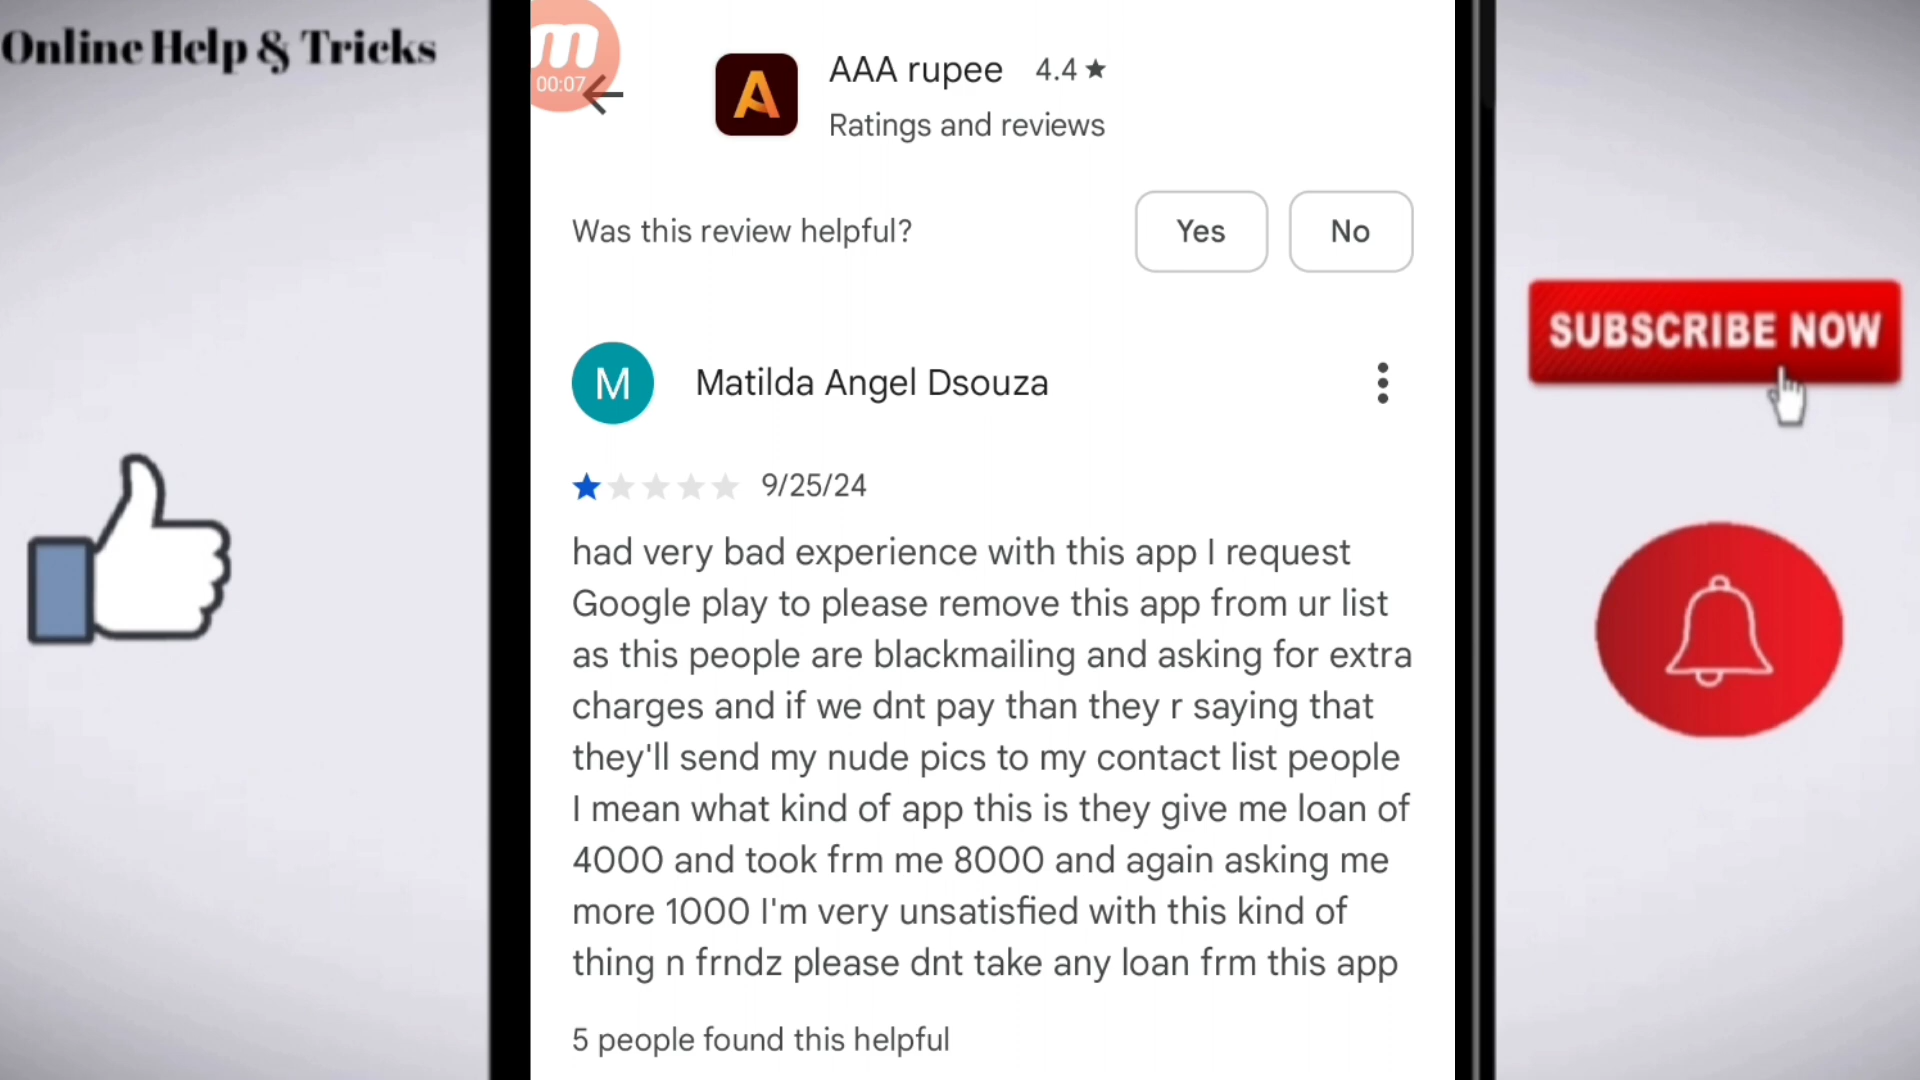 Online Help & Tricks
m
00:07
A
AAA rupee 4.4 ★
Ratings and reviews
Was this review helpful? Yes No
M Matilda Angel Dsouza
9/25/24
had very bad experience with this app I request
Google play to please remove this app from ur list
as this people are blackmailing and asking for extra
charges and if we dnt pay than they r saying that
they'll send my nude pics to my contact list people
I mean what kind of app this is they give me loan of
4000 and took frm me 8000 and again asking me
more 1000 I'm very unsatisfied with this kind of
thing n frndz please dnt take any loan frm this app
5 people found this helpful
SUBSCRIBE NOW